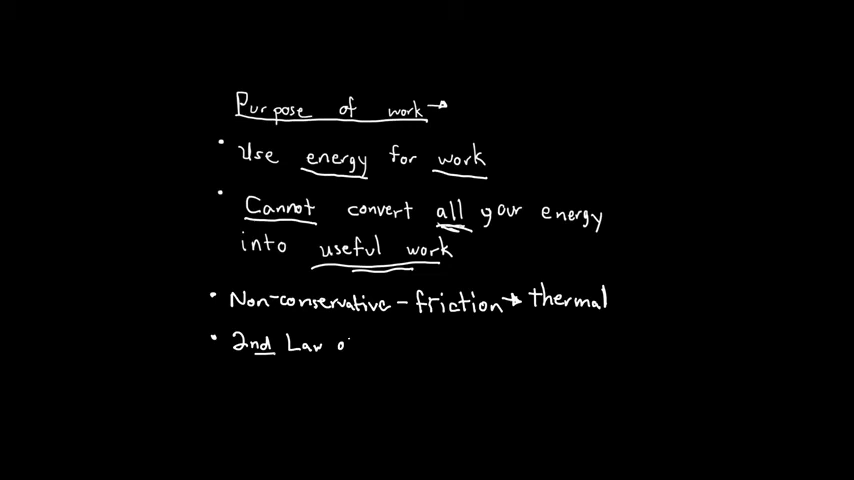 Purpose of work→
• Use energy for work
• Cannot convert all your energy
into useful work
• Non-conservative - friction → thermal
• 2nd Law o